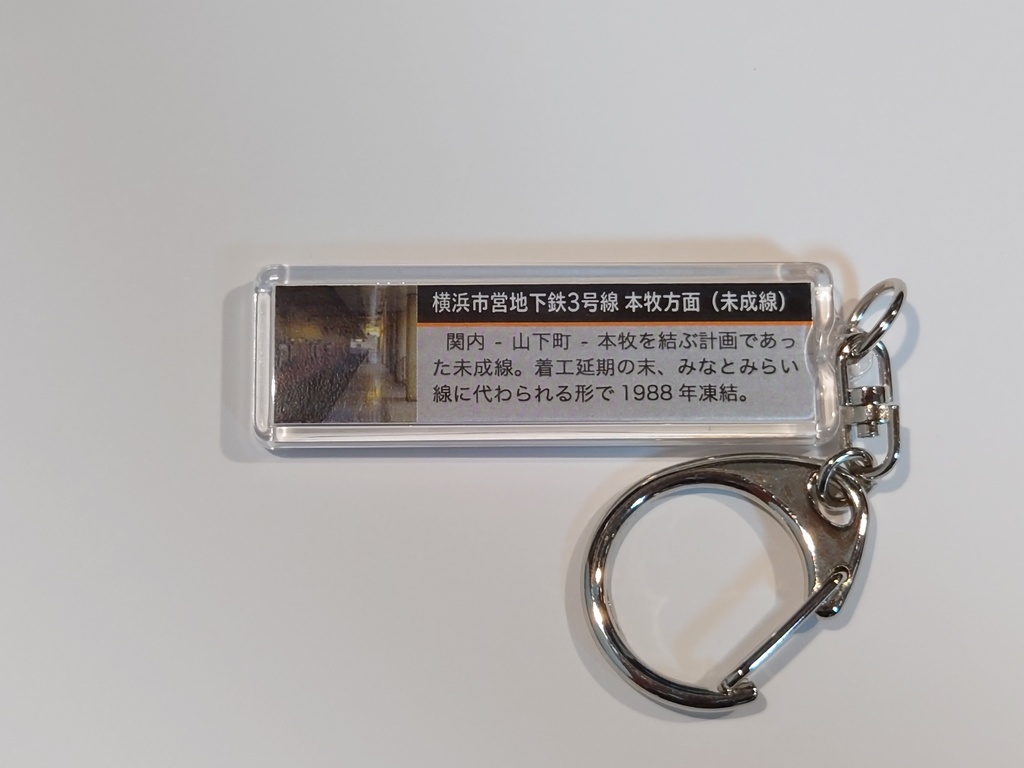 横浜市営地下鉄3号線 本牧方面（未成線）
関内 - 山下町 - 本牧を結ぶ計画であっ
た未成線。着工延期の末、みなとみらい
線に代わられる形で 1988 年凍結。